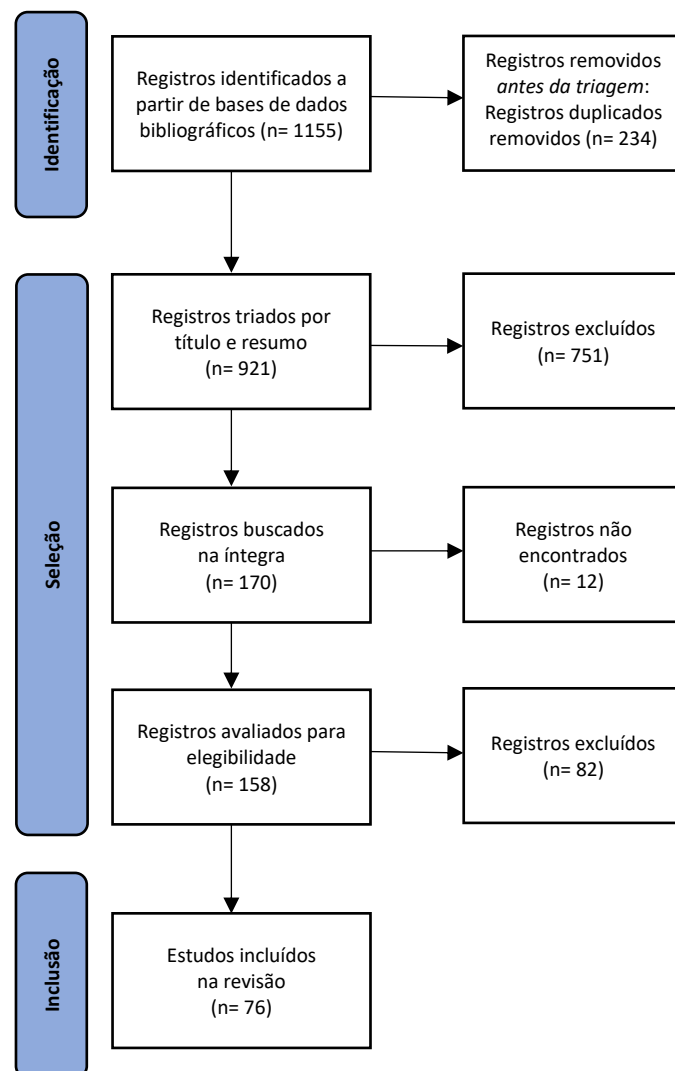 Identificação
Registros identificados a
partir de bases de dados
bibliográficos (n= 1155)
Registros removidos
antes da triagem:
Registros duplicados
removidos (n= 234)
Seleção
Registros triados por
título e resumo
(n= 921)
Registros excluídos
(n= 751)
Registros buscados
na íntegra
(n= 170)
Registros não
encontrados
(n= 12)
Registros avaliados para
elegibilidade
(n= 158)
Registros excluídos
(n= 82)
Inclusão
Estudos incluídos
na revisão
(n= 76)